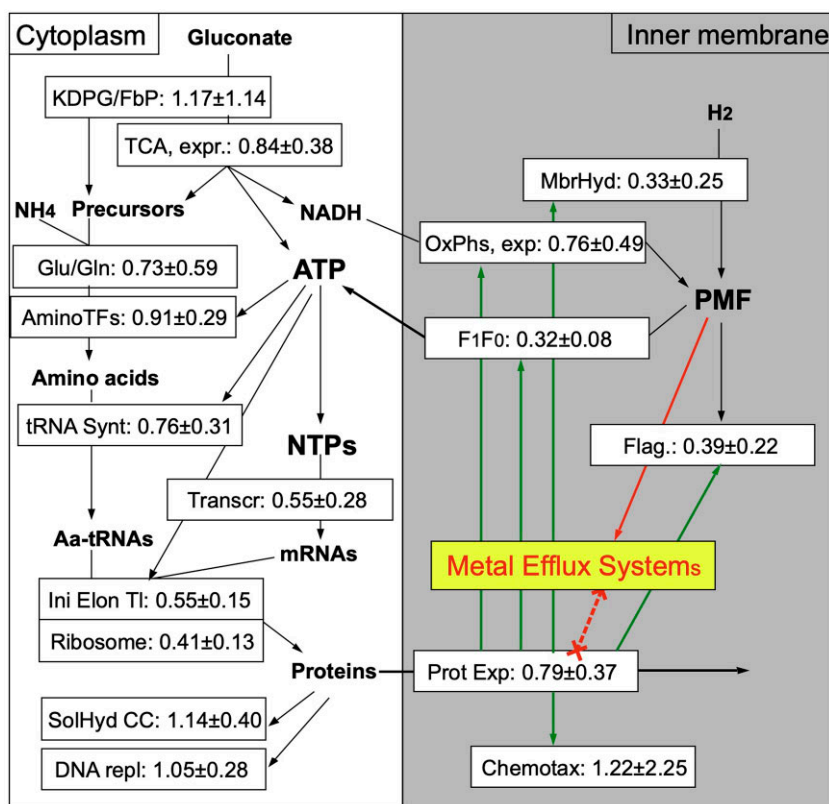 Cytoplasm
Gluconate
Inner membrane
KDPG/FbP: 1.17±1.14
H2
TCA, expr.: 0.84±0.38
MbrHyd: 0.33±0.25
NH4
Precursors
NADH
OxPhs, exp: 0.76±0.49
Glu/Gln: 0.73±0.59
ATP
PMF
AminoTFs: 0.91±0.29
F1F0: 0.32±0.08
Amino acids
tRNA Synt: 0.76±0.31
NTPs
Flag.: 0.39±0.22
Transcr: 0.55±0.28
Aa-tRNAs
mRNAs
Metal Efflux Systems
Ini Elon Tl: 0.55±0.15
Ribosome: 0.41±0.13
Proteins
Prot Exp: 0.79±0.37
SolHyd CC: 1.14±0.40
DNA repl: 1.05±0.28
Chemotax: 1.22±2.25